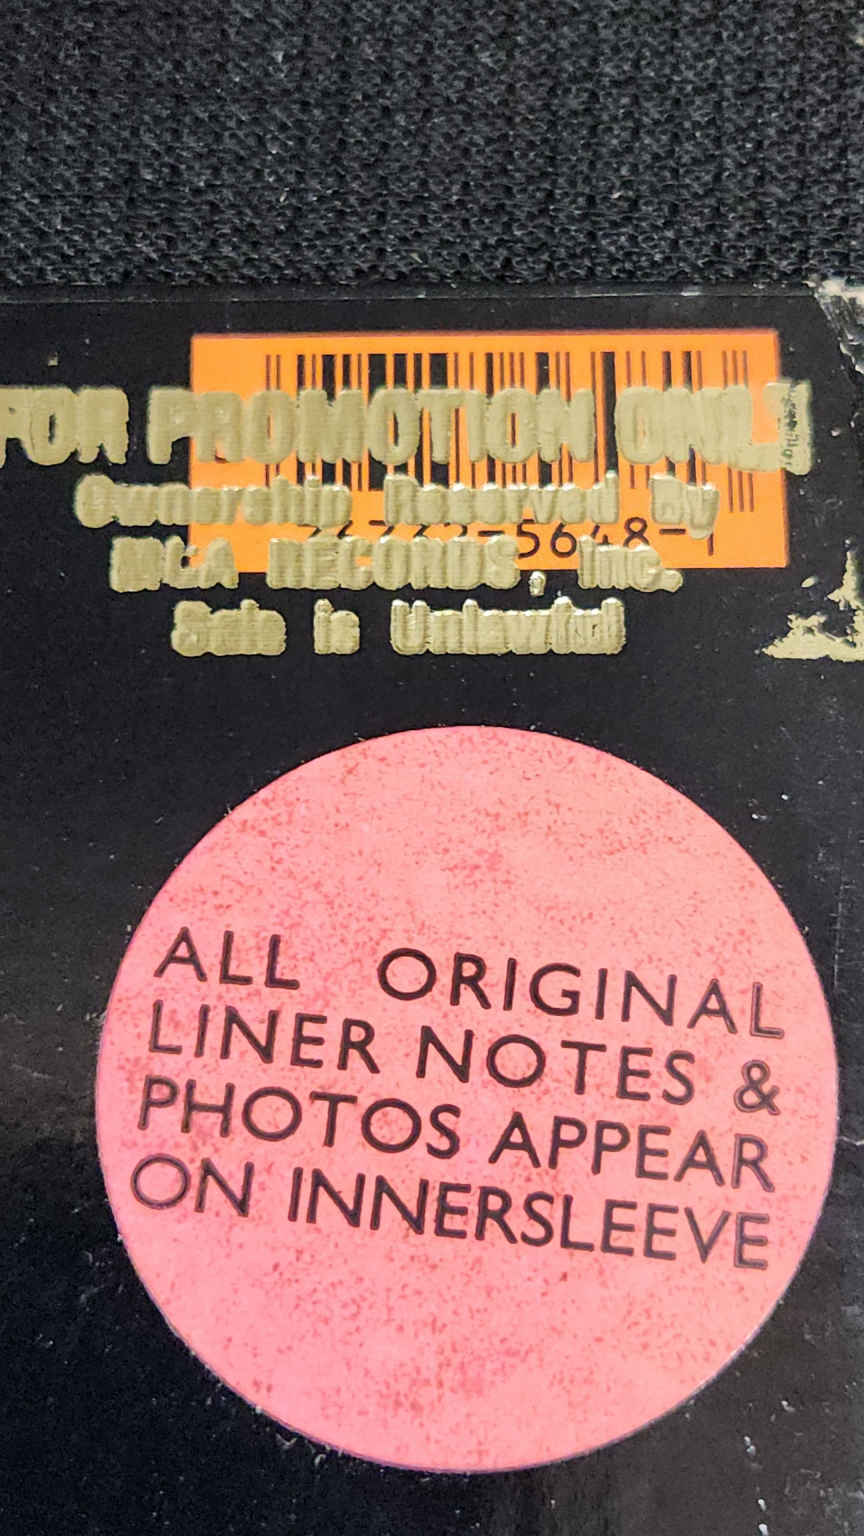 FOR PROMOTION ONLY
Ownership Reserved By
MCA RECORDS, Inc.
Sale is Unlawful
ALL ORIGINAL
LINER NOTES &
PHOTOS APPEAR
ON INNERSLEEVE